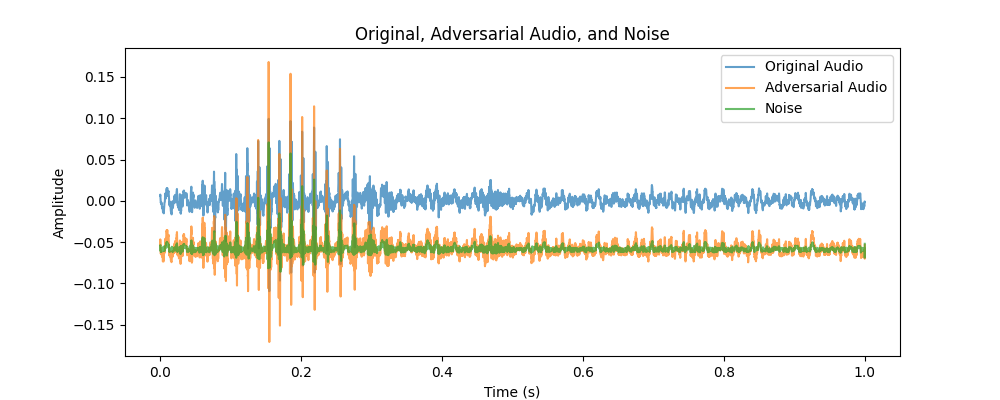 Original, Adversarial Audio, and Noise
Original Audio
Adversarial Audio
Noise
Amplitude
0.15
0.10
0.05
0.00
−0.05
−0.10
−0.15
0.0 0.2 0.4 0.6 0.8 1.0
Time (s)